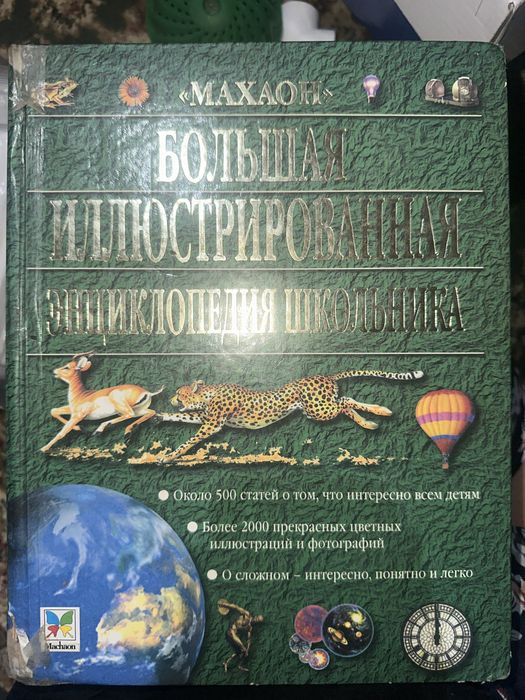 «МАХАОН»
БОЛЬШАЯ
ИЛЛЮСТРИРОВАННАЯ
ЭНЦИКЛОПЕДИЯ ШКОЛЬНИКА
● Около 500 статей о том, что интересно всем детям
● Более 2000 прекрасных цветных
иллюстраций и фотографий
● О сложном – интересно, понятно и легко
Machaon